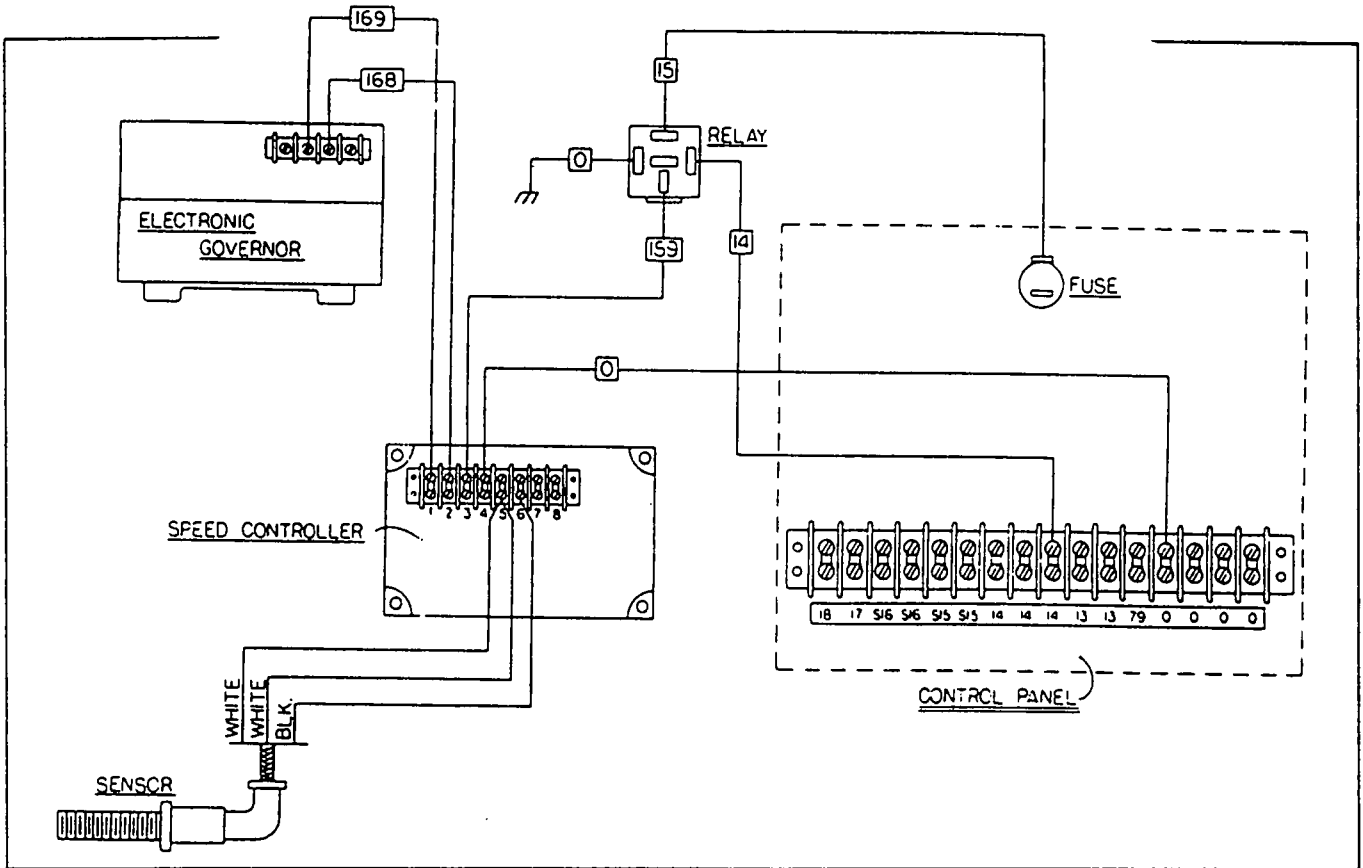 169
168
15
RELAY
0
ELECTRONIC
GOVERNOR
159
14
FUSE
0
SPEED CONTROLLER
1 2 3 4 5 6 7 8
18 17 S16 S16 S15 S15 14 14 14 13 13 79 0 0 0 0
CONTROL PANEL
WHITE
WHITE
BLK.
SENSOR